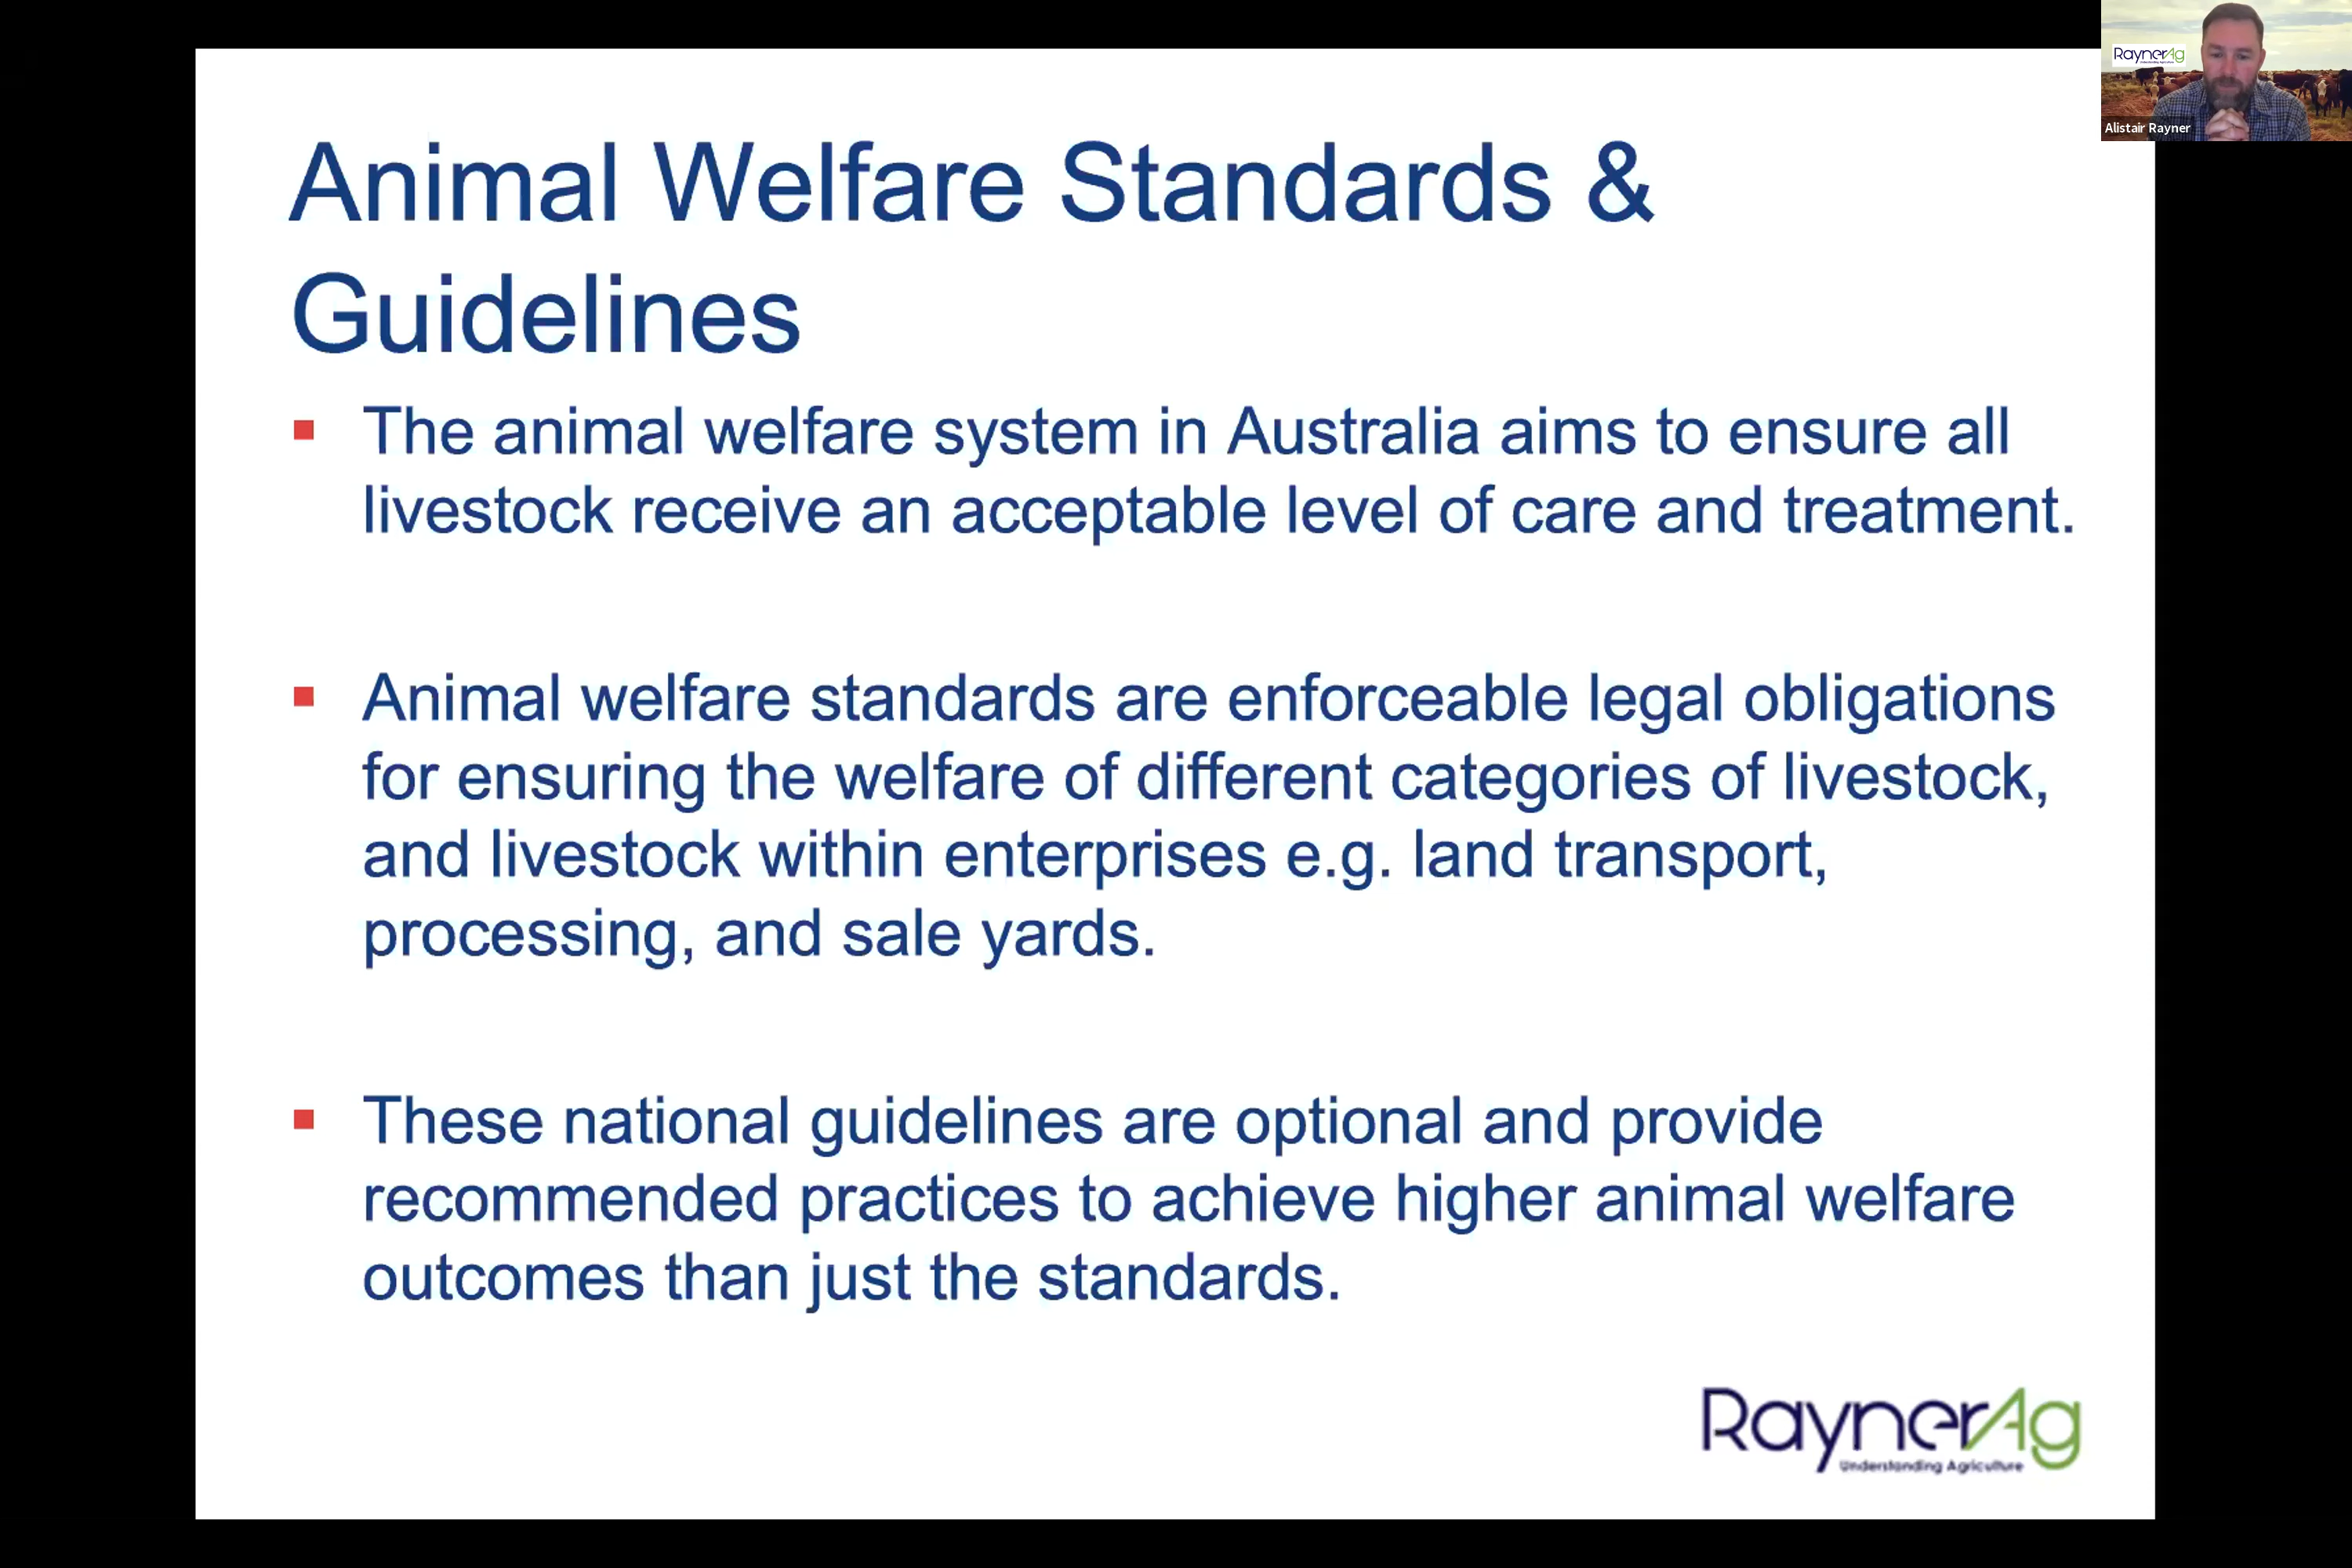 Animal Welfare Standards &
Guidelines
The animal welfare system in Australia aims to ensure all
livestock receive an acceptable level of care and treatment.
Animal welfare standards are enforceable legal obligations
for ensuring the welfare of different categories of livestock,
and livestock within enterprises e.g. land transport,
processing, and sale yards.
These national guidelines are optional and provide
recommended practices to achieve higher animal welfare
outcomes than just the standards.
RaynerAg
Understanding Agriculture
RaynerAg
Understanding Agriculture
Alistair Rayner